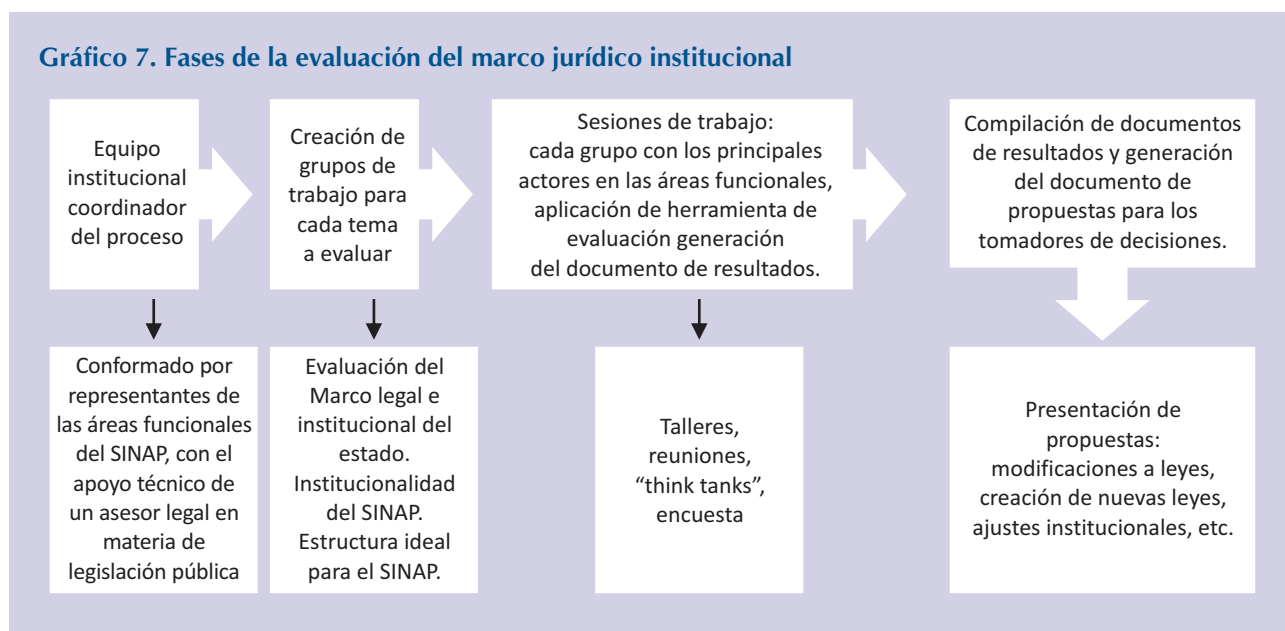 Gráfico 7. Fases de la evaluación del marco jurídico institucional
Equipo
institucional
coordinador
del proceso
Creación de
grupos de
trabajo para
cada tema
a evaluar
Sesiones de trabajo:
cada grupo con los principales
actores en las áreas funcionales,
aplicación de herramienta de
evaluación generación
del documento de resultados.
Compilación de documentos
de resultados y generación
del documento de
propuestas para los
tomadores de decisiones.
Conformado por
representantes de
las áreas funcionales
del SINAP, con el
apoyo técnico de
un asesor legal en
materia de
legislación pública
Evaluación del
Marco legal e
institucional del
estado.
Institucionalidad
del SINAP.
Estructura ideal
para el SINAP.
Talleres,
reuniones,
“think tanks”,
encuesta
Presentación de
propuestas:
modificaciones a leyes,
creación de nuevas leyes,
ajustes institucionales, etc.